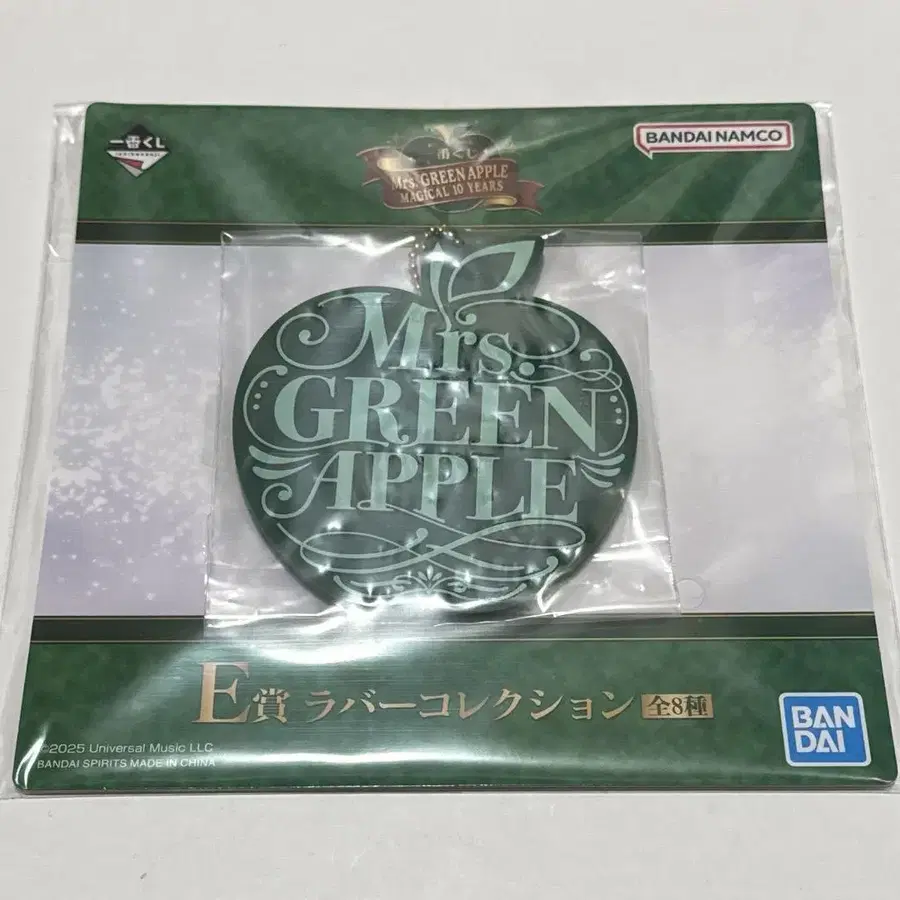 一番くじ
BANDAI NAMCO
番くじ
Mrs. GREEN APPLE
MAGICAL 10 YEARS
Mrs.
GREEN
APPLE
E賞 ラバーコレクション 全8種
©2025 Universal Music LLC
BANDAI SPIRITS MADE IN CHINA
BAN
DAI